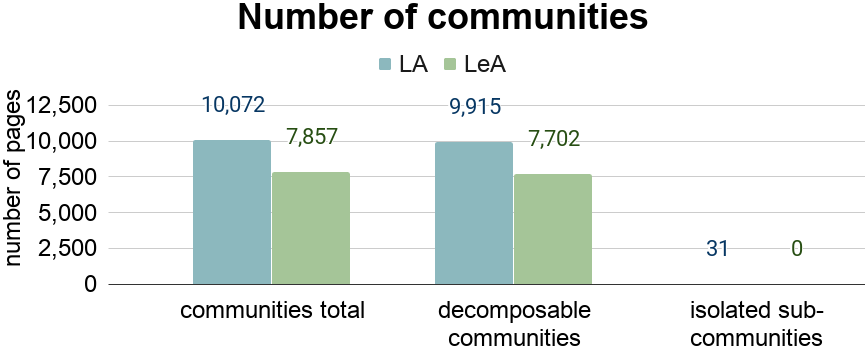 Number of communities
LA LeA
number of pages
12,500
10,000
7,500
5,000
2,500
0
10,072
7,857
9,915
7,702
31
0
communities total
decomposable
communities
isolated sub-
communities